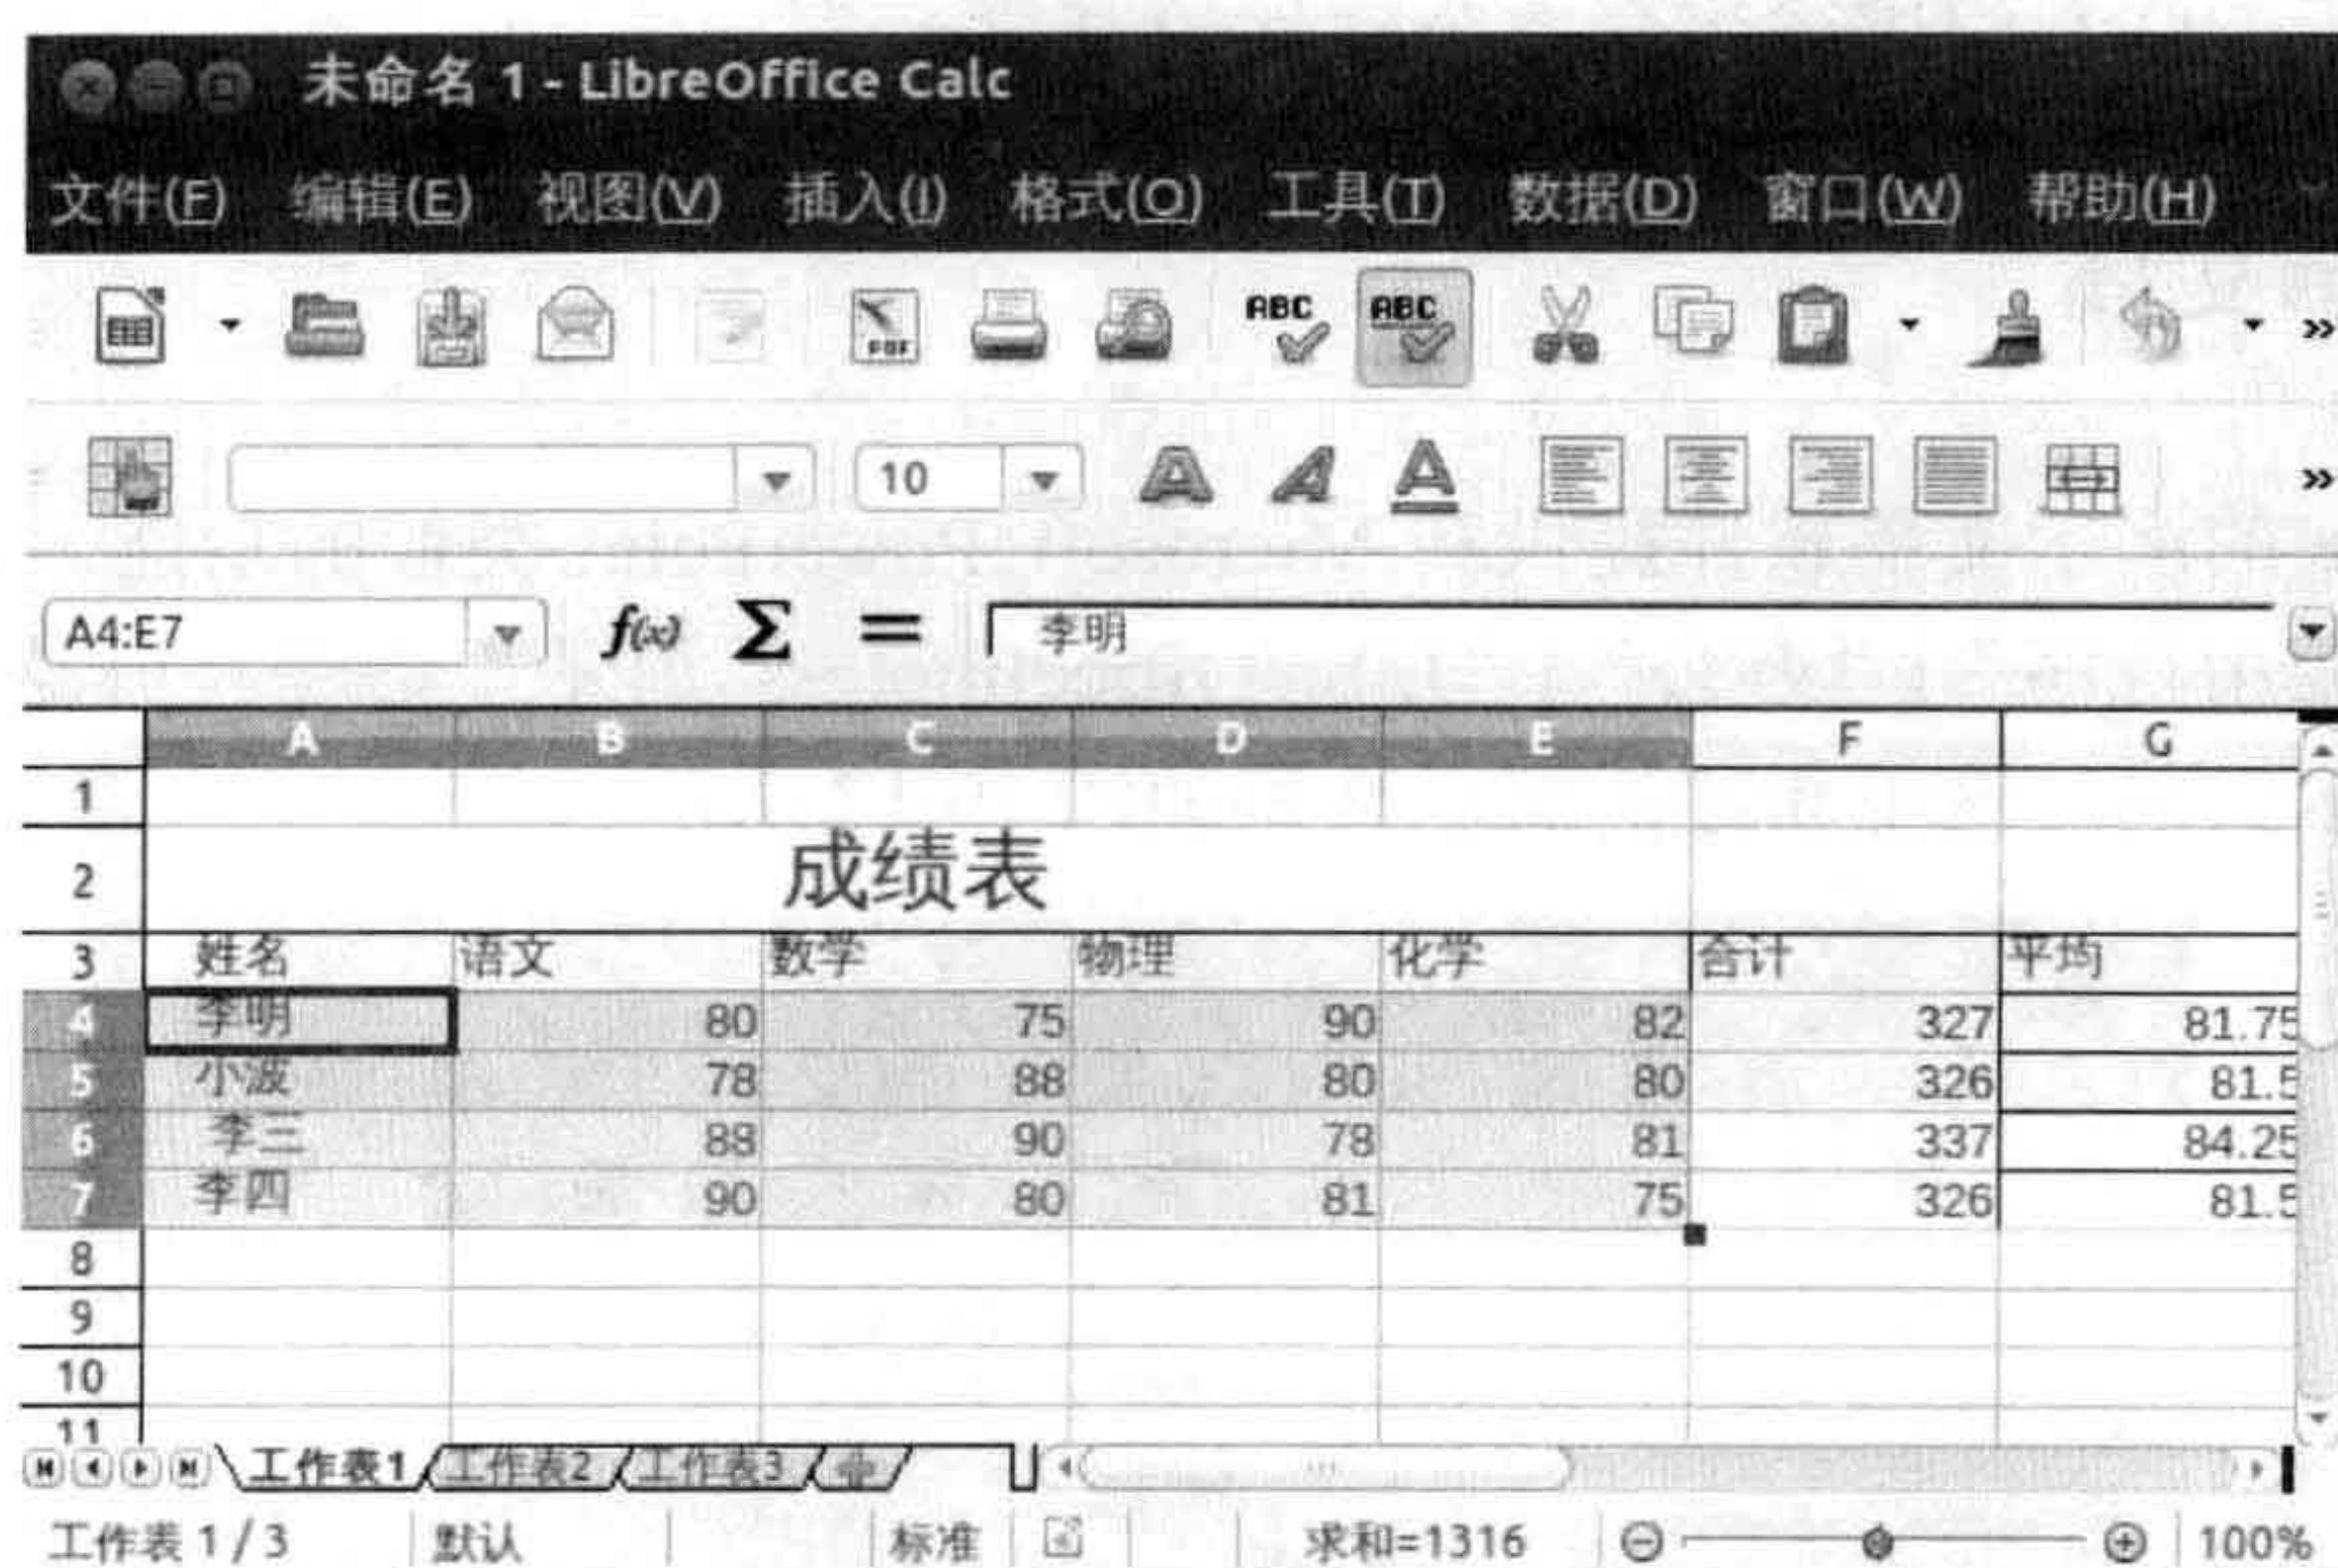 未命名 1 - LibreOffice Calc
文件(F) 编辑(E) 视图(V) 插入(I) 格式(O) 工具(T) 数据(D) 窗口(W) 帮助(H)
PDF ABC ABC »
10 A A A »
A4:E7 f(x) Σ = 李明
A B C D E F G
1
2 成绩表
3 姓名 语文 数学 物理 化学 合计 平均
4 李明 80 75 90 82 327 81.75
5 小波 78 88 80 80 326 81.5
6 李三 88 90 78 81 337 84.25
7 李四 90 80 81 75 326 81.5
8
9
10
11
工作表1 工作表2 工作表3
工作表 1 / 3 默认 标准 求和=1316 100%